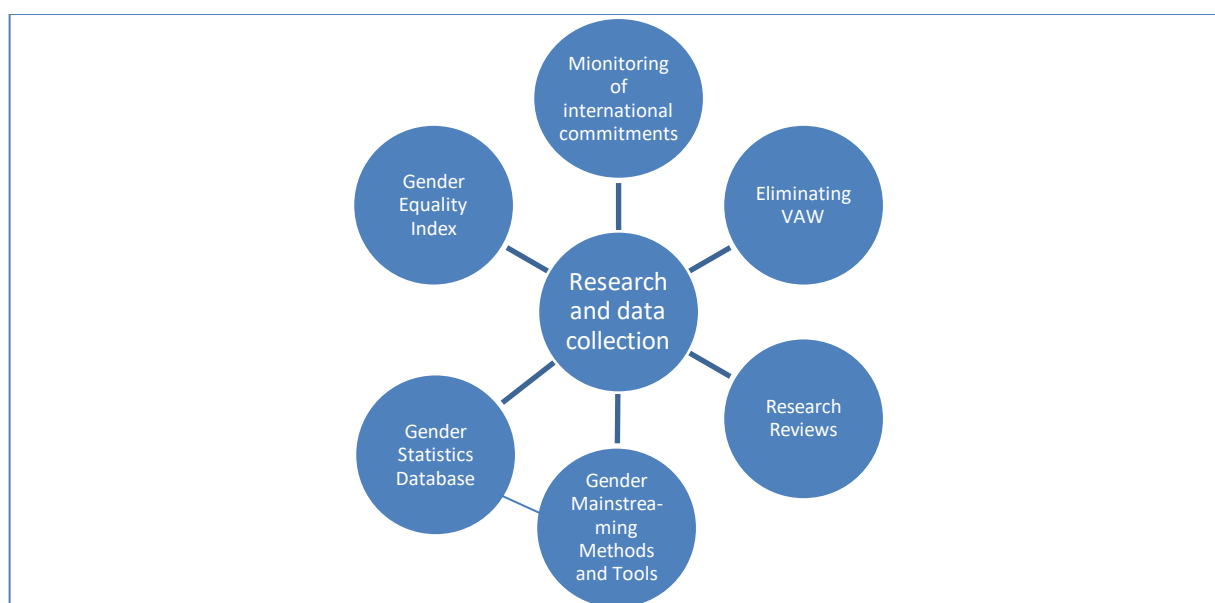 Mionitoring
of
international
commitments
Gender
Equality
Index
Eliminating
VAW
Research
and data
collection
Gender
Statistics
Database
Research
Reviews
Gender
Mainstrea-
ming
Methods
and Tools